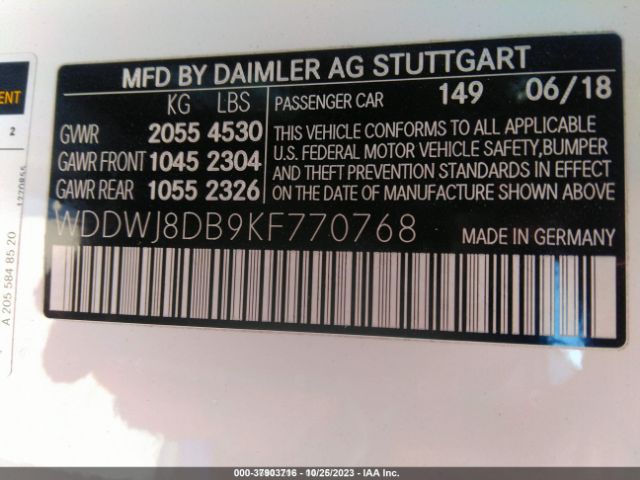 MFD BY DAIMLER AG STUTTGART
KG LBS
PASSENGER CAR 149 06/18
GVWR 2055 4530
GAWR FRONT 1045 2304
GAWR REAR 1055 2326
THIS VEHICLE CONFORMS TO ALL APPLICABLE
U.S. FEDERAL MOTOR VEHICLE SAFETY,BUMPER
AND THEFT PREVENTION STANDARDS IN EFFECT
ON THE DATE OF MANUFACTURE SHOWN ABOVE
WDDWJ8DB9KF770768
MADE IN GERMANY
2
A 205 584 85 20
000-37903716 - 10/25/2023 - IAA Inc.